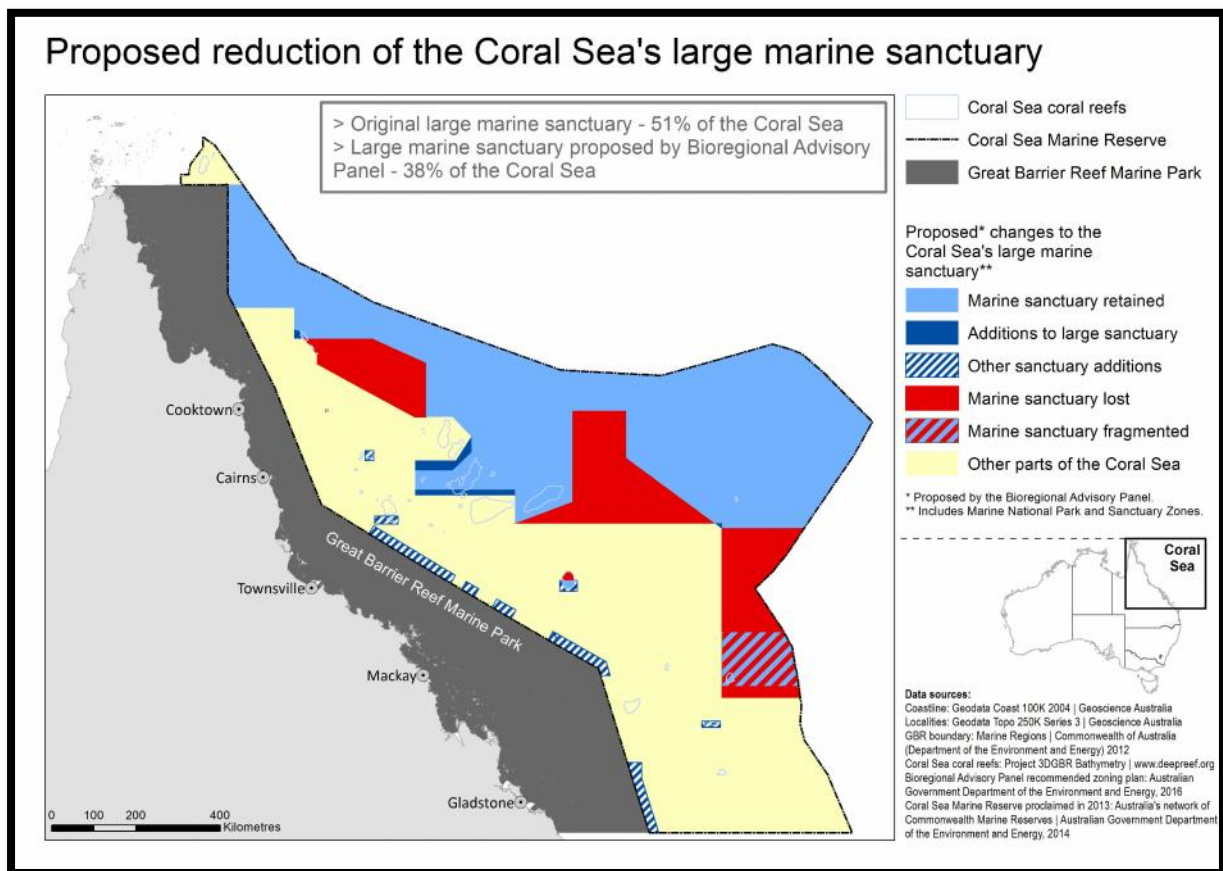 Proposed reduction of the Coral Sea's large marine sanctuary
> Original large marine sanctuary - 51% of the Coral Sea
> Large marine sanctuary proposed by Bioregional Advisory
Panel - 38% of the Coral Sea
Cooktown
Cairns
Townsville
Great Barrier Reef Marine Park
Mackay
Gladstone
0 100 200 400
Kilometres
Coral Sea coral reefs
Coral Sea Marine Reserve
Great Barrier Reef Marine Park
Proposed* changes to the
Coral Sea's large marine
sanctuary**
Marine sanctuary retained
Additions to large sanctuary
Other sanctuary additions
Marine sanctuary lost
Marine sanctuary fragmented
Other parts of the Coral Sea
* Proposed by the Bioregional Advisory Panel.
** Includes Marine National Park and Sanctuary Zones.
Coral
Sea
Data sources:
Coastline: Geodata Coast 100K 2004 | Geoscience Australia
Localities: Geodata Topo 250K Series 3 | Geoscience Australia
GBR boundary: Marine Regions | Commonwealth of Australia
(Department of the Environment and Energy) 2012
Coral Sea coral reefs: Project 3DGBR Bathymetry | www.deepreef.org
Bioregional Advisory Panel recommended zoning plan: Australian
Government Department of the Environment and Energy, 2016
Coral Sea Marine Reserve proclaimed in 2013: Australia's network of
Commonwealth Marine Reserves | Australian Government Department
of the Environment and Energy, 2014